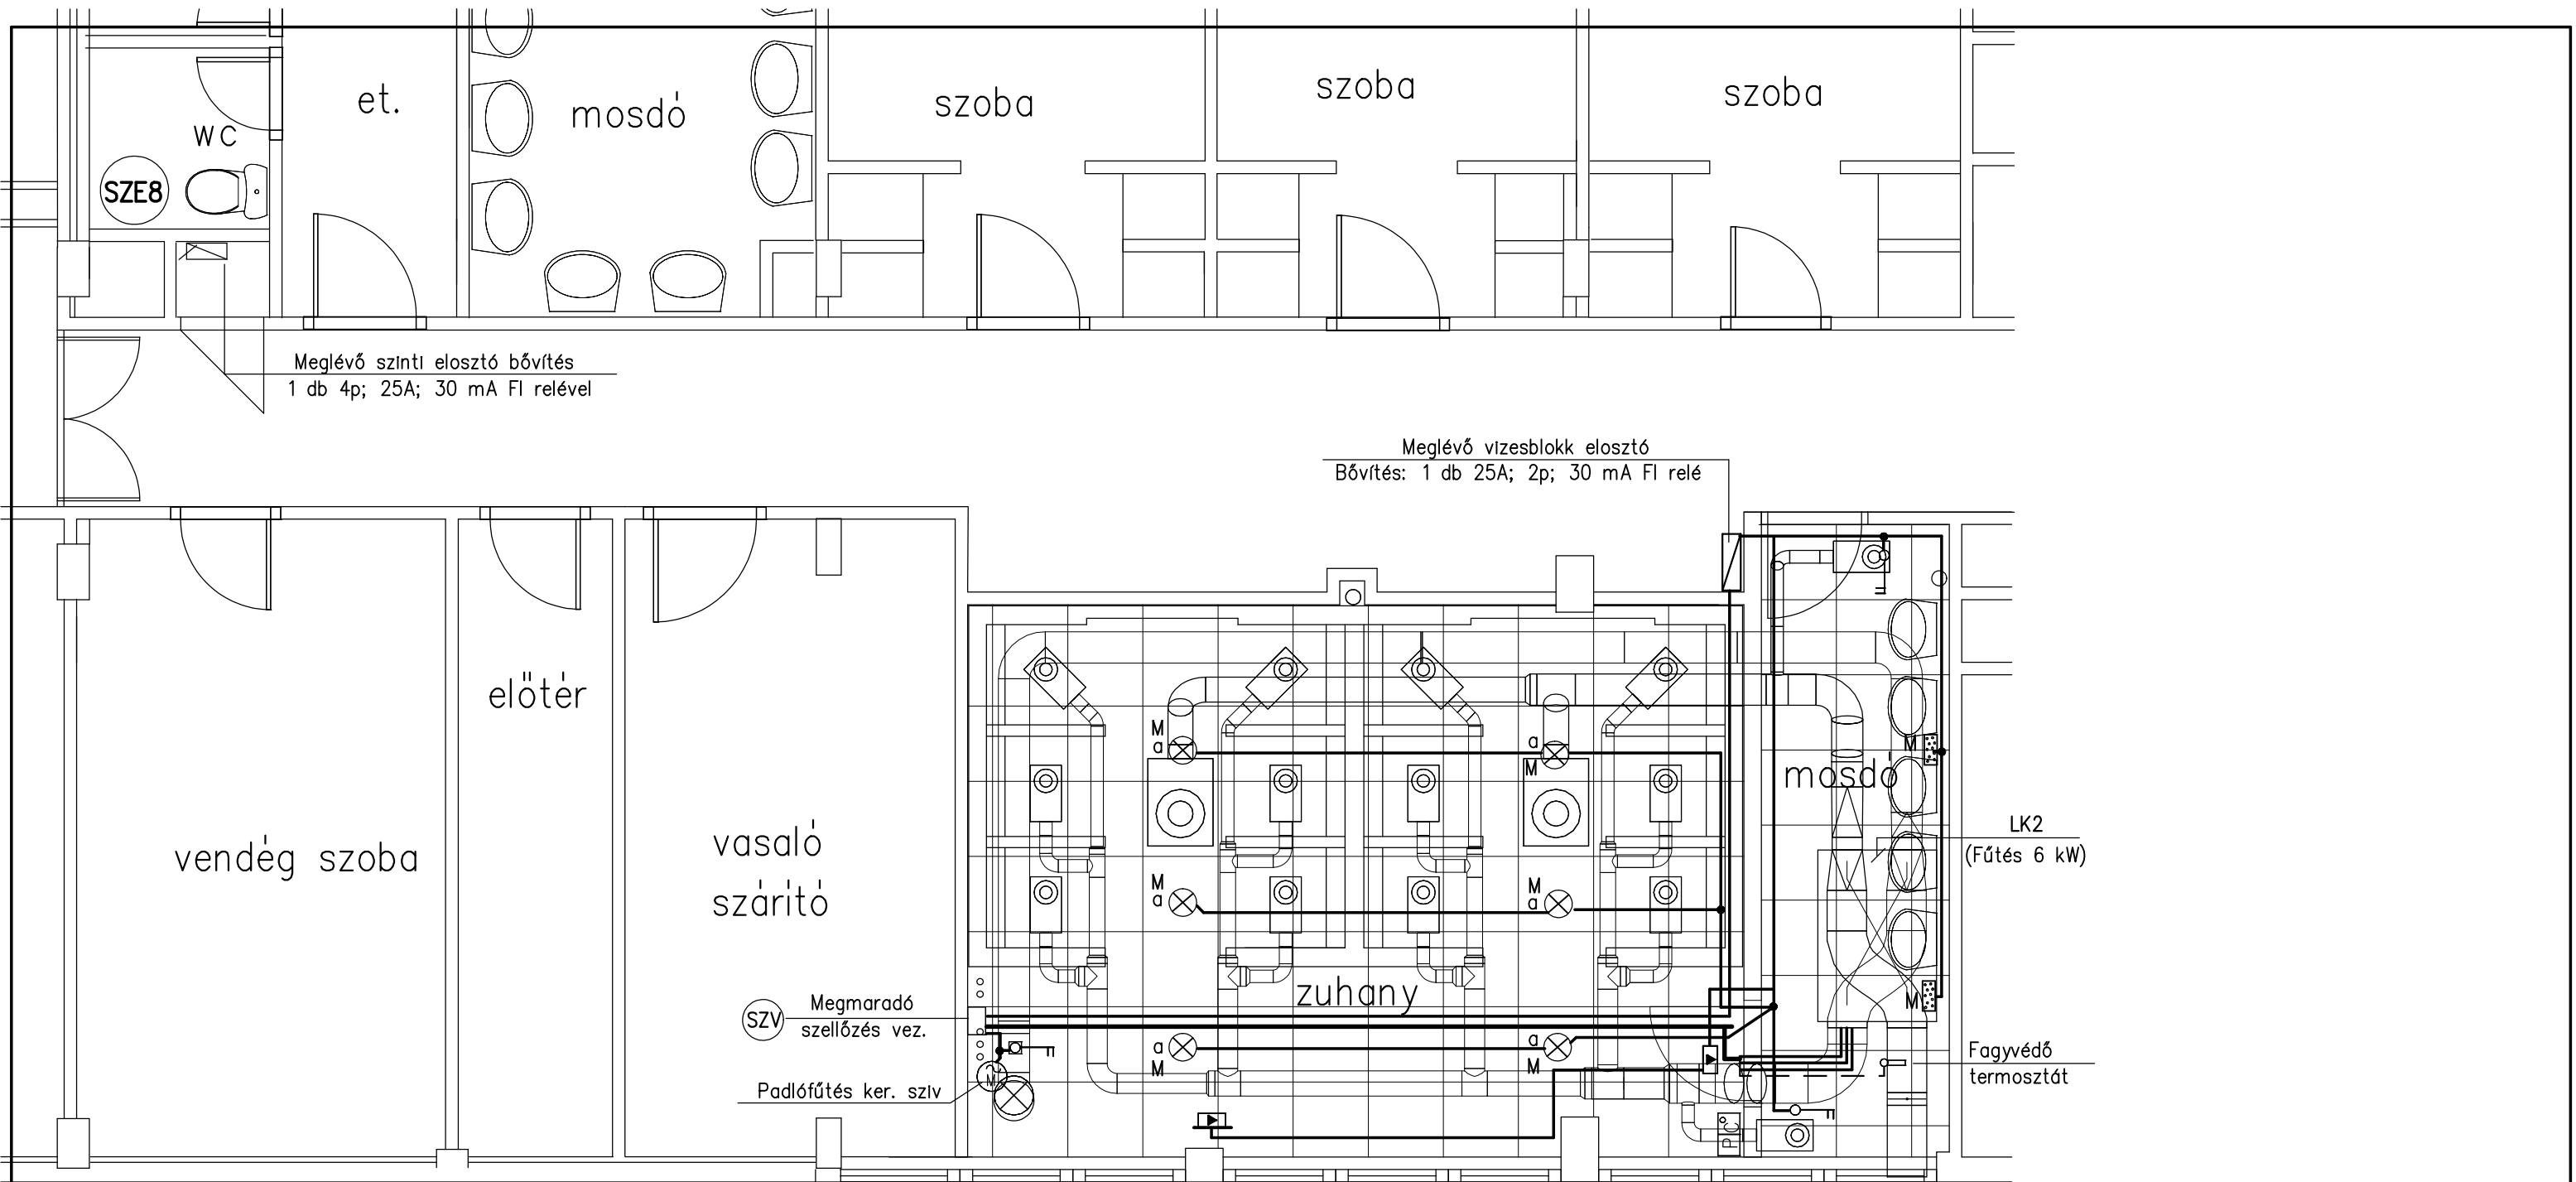 et.
mosdó
szoba
szoba
szoba
WC
SZE8
Meglévő szinti elosztó bővítés
1 db 4p; 25A; 30 mA FI relével
Meglévő vizesblokk elosztó
Bővítés: 1 db 25A; 2p; 30 mA FI relé
előtér
vendég szoba
vasaló
szárító
M
a
a
M
M
mosdó
LK2
(Fűtés 6 kW)
M
a
M
a
zuhany
M
SZV
Megmaradó
szellőzés vez.
a
M
a
M
M
Padlófűtés ker. sziv
Fagyvédő
termosztát